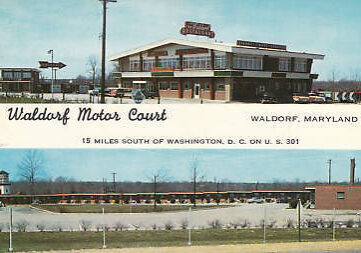 Waldorf Motor Court
WALDORF, MARYLAND
15 MILES SOUTH OF WASHINGTON, D. C. ON U. S. 301